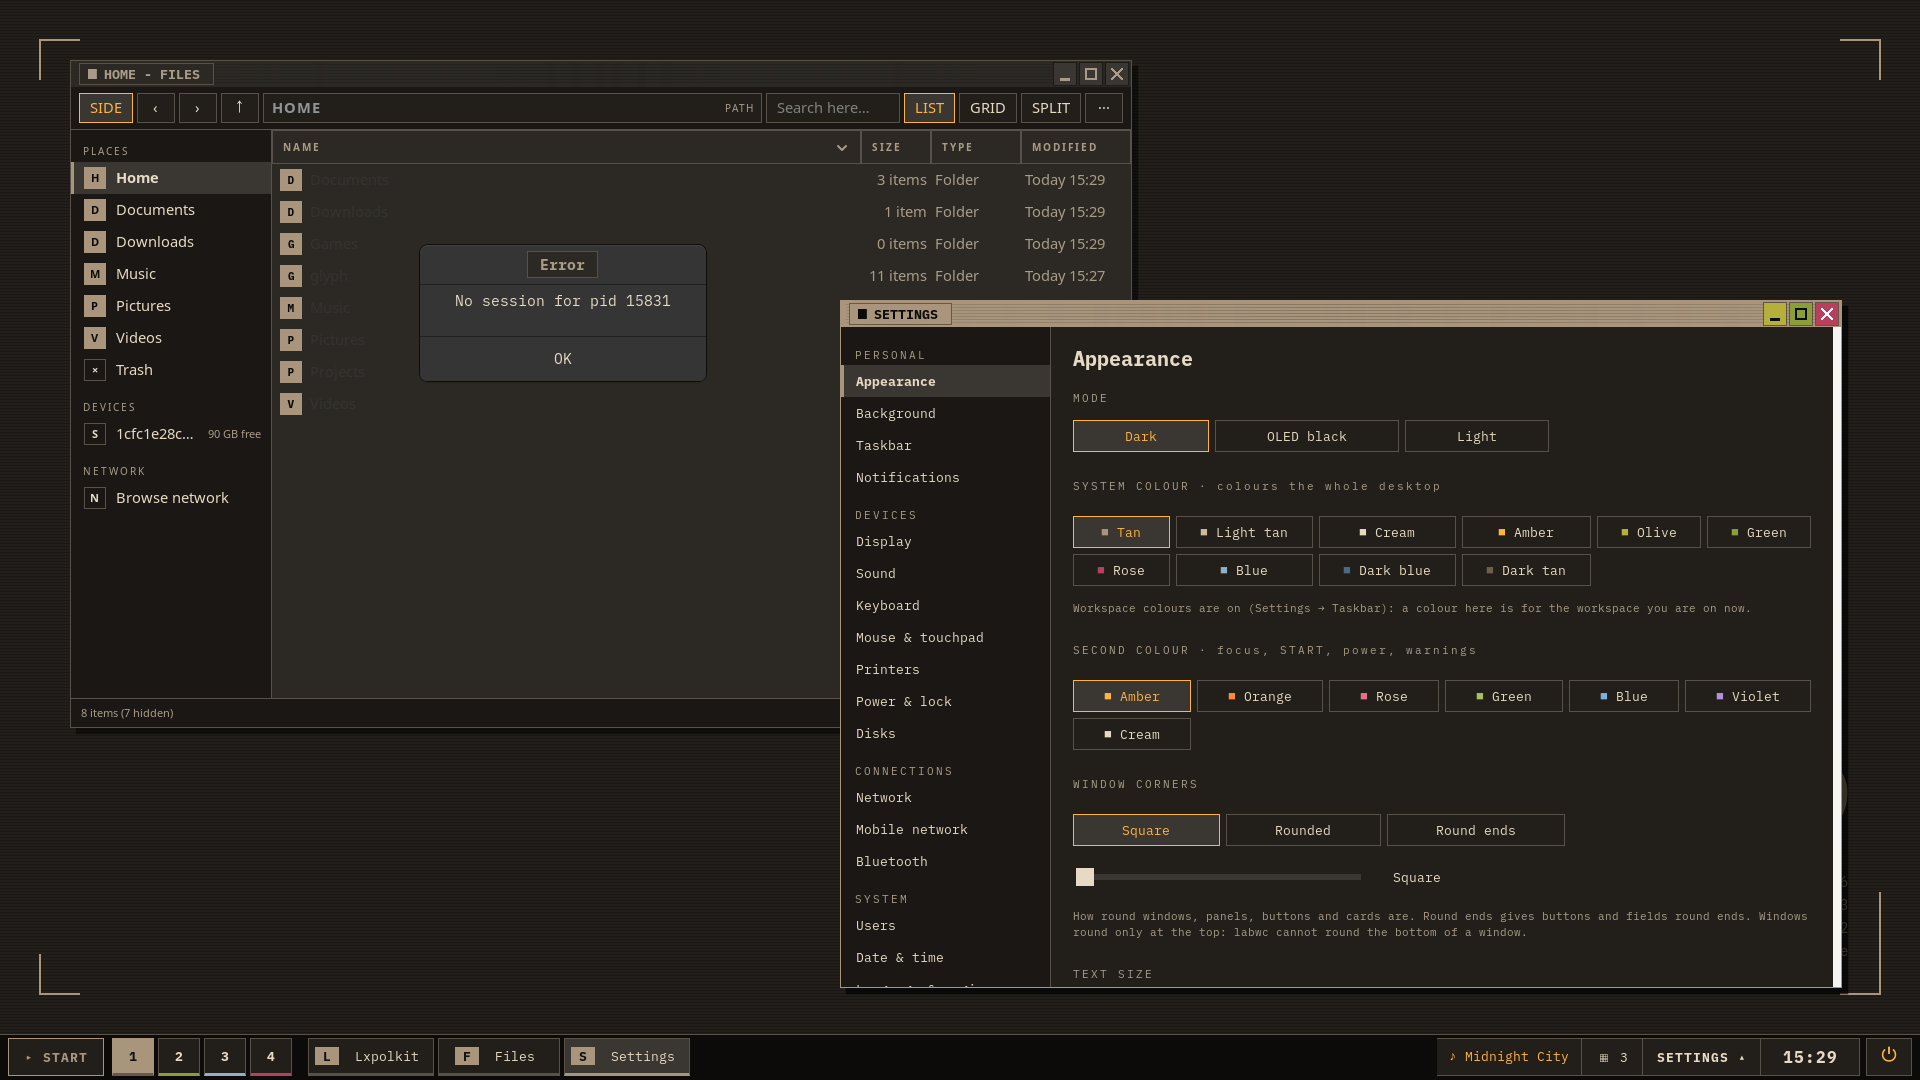 HOME - FILES
SIDE ‹ › ↑ HOME PATH Search here... LIST GRID SPLIT ...
PLACES
Home
Documents
Downloads
Music
Pictures
Videos
Trash
DEVICES
1cfc1e28c... 90 GB free
NETWORK
Browse network
NAME SIZE TYPE MODIFIED
D Documents 3 items Folder Today 15:29
D Downloads 1 item Folder Today 15:29
G Games 0 items Folder Today 15:29
G glyph 11 items Folder Today 15:27
M Music
P Pictures
P Projects
V Videos
8 items (7 hidden)
Error
No session for pid 15831
OK
SETTINGS
PERSONAL
Appearance
Background
Taskbar
Notifications
DEVICES
Display
Sound
Keyboard
Mouse & touchpad
Printers
Power & lock
Disks
CONNECTIONS
Network
Mobile network
Bluetooth
SYSTEM
Users
Date & time
Appearance
MODE
Dark OLED black Light
SYSTEM COLOUR · colours the whole desktop
Tan Light tan Cream Amber Olive Green
Rose Blue Dark blue Dark tan
Workspace colours are on (Settings → Taskbar): a colour here is for the workspace you are on now.
SECOND COLOUR · focus, START, power, warnings
Amber Orange Rose Green Blue Violet
Cream
WINDOW CORNERS
Square Rounded Round ends
Square
How round windows, panels, buttons and cards are. Round ends gives buttons and fields round ends. Windows
round only at the top: labwc cannot round the bottom of a window.
TEXT SIZE
▸ START 1 2 3 4 L Lxpolkit F Files S Settings ♪ Midnight City ▦ 3 SETTINGS ▴ 15:29